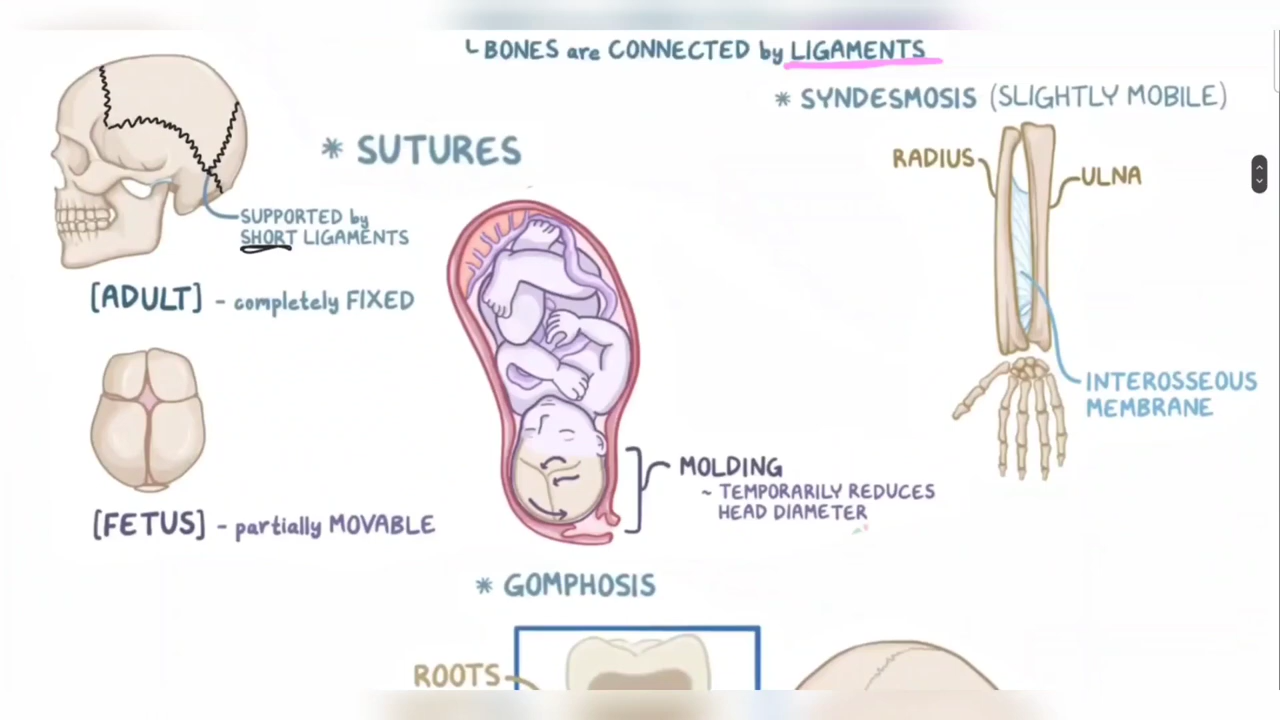 └ BONES are CONNECTED by LIGAMENTS
* SYNDESMOSIS (SLIGHTLY MOBILE)
* SUTURES
RADIUS
ULNA
SUPPORTED by
SHORT LIGAMENTS
[ADULT] - completely FIXED
INTEROSSEOUS
MEMBRANE
MOLDING
~ TEMPORARILY REDUCES
HEAD DIAMETER
[FETUS] - partially MOVABLE
* GOMPHOSIS
ROOTS